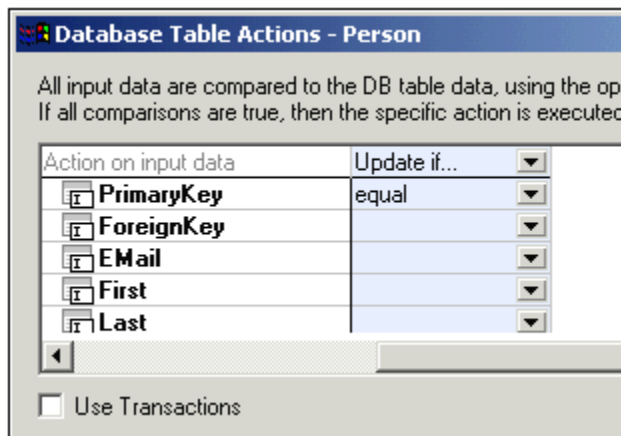 Database Table Actions - Person
All input data are compared to the DB table data, using the op
If all comparisons are true, then the specific action is executed
Action on input data Update if...
PrimaryKey equal
ForeignKey
EMail
First
Last
Use Transactions